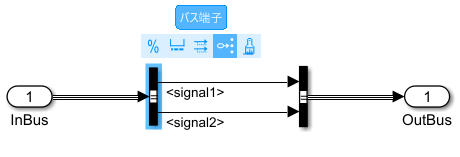 バス端子
%
<signal1>
1
1
InBus
<signal2>
OutBus